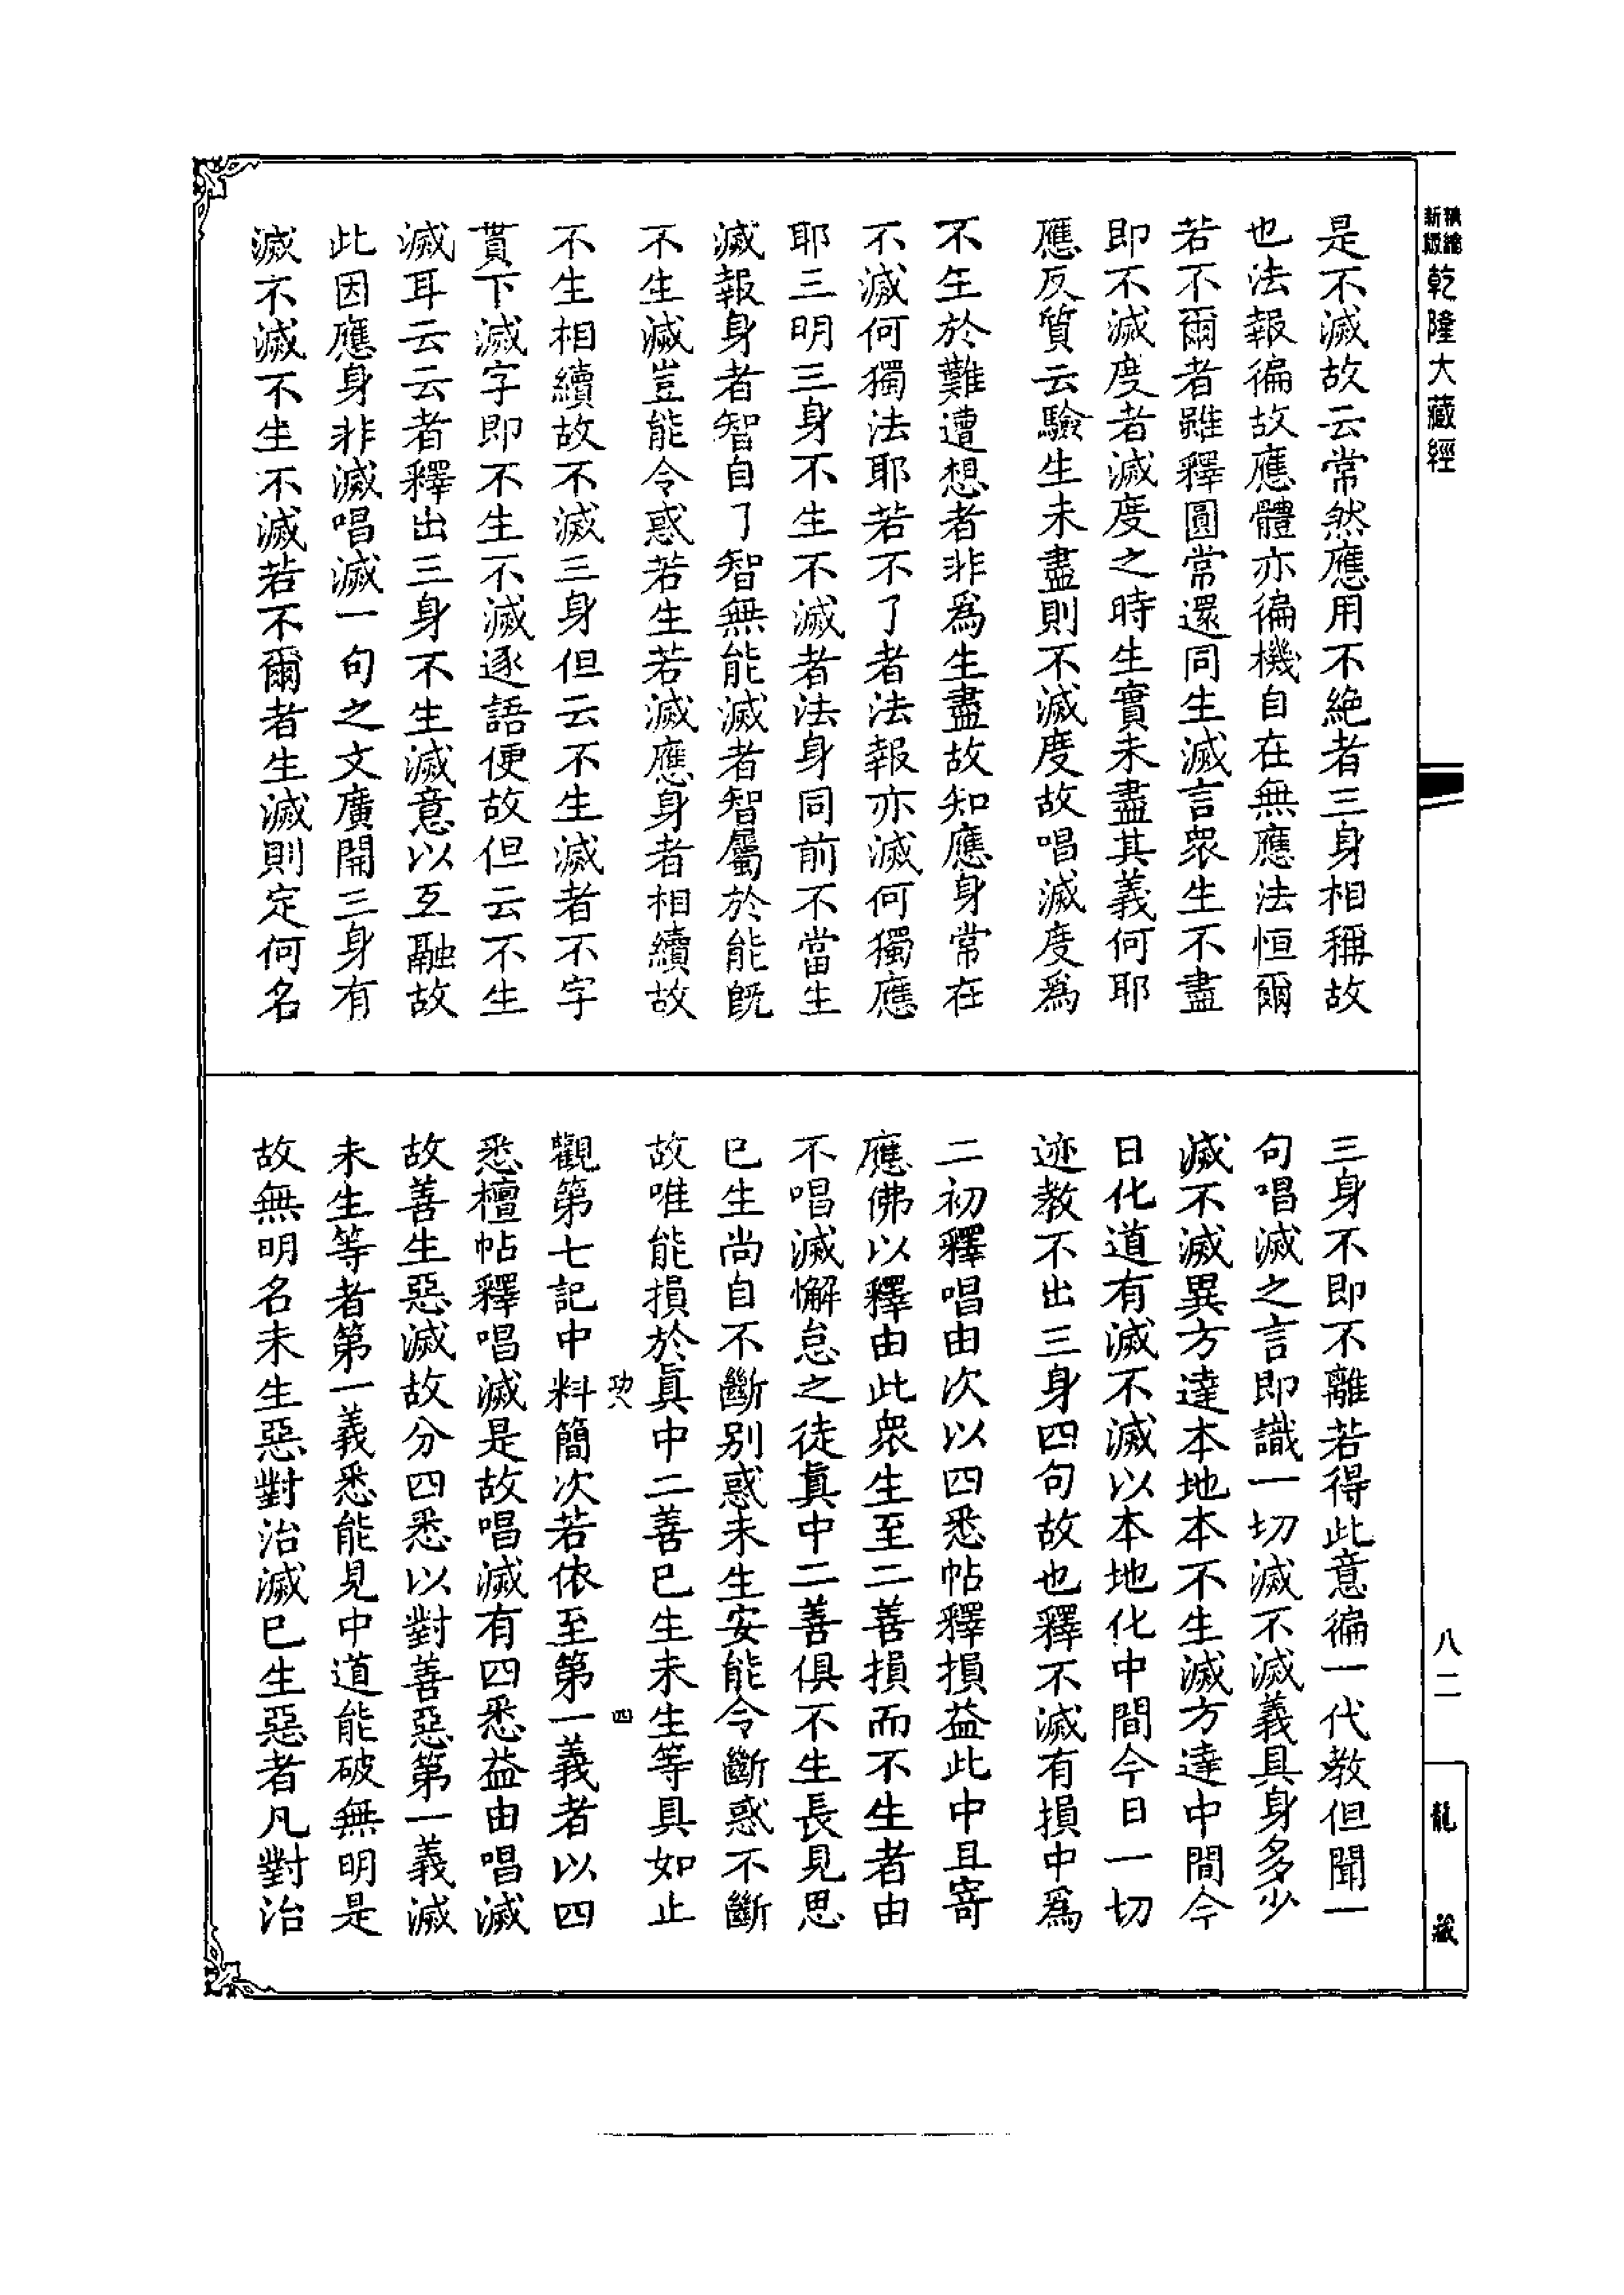 新版精縮
乾隆大藏經
是不滅故云常然應用不絶者三身相稱故
也法報徧故應體亦徧機自在無應法恒爾
若不爾者雖釋圓常還同生滅言衆生不盡
即不滅度者滅度之時生實未盡其義何耶
應反質云驗生未盡則不滅度故唱滅度爲
不生於難遭想者非爲生盡故知應身常在
不滅何獨法耶若不了者法報亦滅何獨應
耶三明三身不生不滅者法身同前不當生
滅報身者智自了智無能滅者智屬於能旣
不生滅豈能令惑若生若滅應身者相續故
不生相續故不滅三身但云不生滅者不字
貫下滅字即不生不滅逐語便故但云不生
滅耳云云者釋出三身不生滅意以互融故
此因應身非滅唱滅一句之文廣開三身有
滅不滅不生不滅若不爾者生滅則定何名
三身不即不離若得此意徧一代教但聞一
句唱滅之言即識一切滅不滅義具身多少
滅不滅異方達本地本不生滅方達中間今
日化道有滅不滅以本地化中間今日一切
迹教不出三身四句故也釋不滅有損中爲
二初釋唱由次以四悉帖釋損益此中且寄
應佛以釋由此衆生至二善損而不生者由
不唱滅懈怠之徒眞中二善俱不生長見思
已生尚自不斷别惑未生安能令斷惑不斷
故唯能損於眞中二善已生未生等具如止
功八
四
觀第七記中料簡次若依至第一義者以四
悉檀帖釋唱滅是故唱滅有四悉益由唱滅
故善生惡滅故分四悉以對善惡第一義滅
未生等者第一義悉能見中道能破無明是
故無明名未生惡對治滅已生惡者凡對治
八二
龍藏